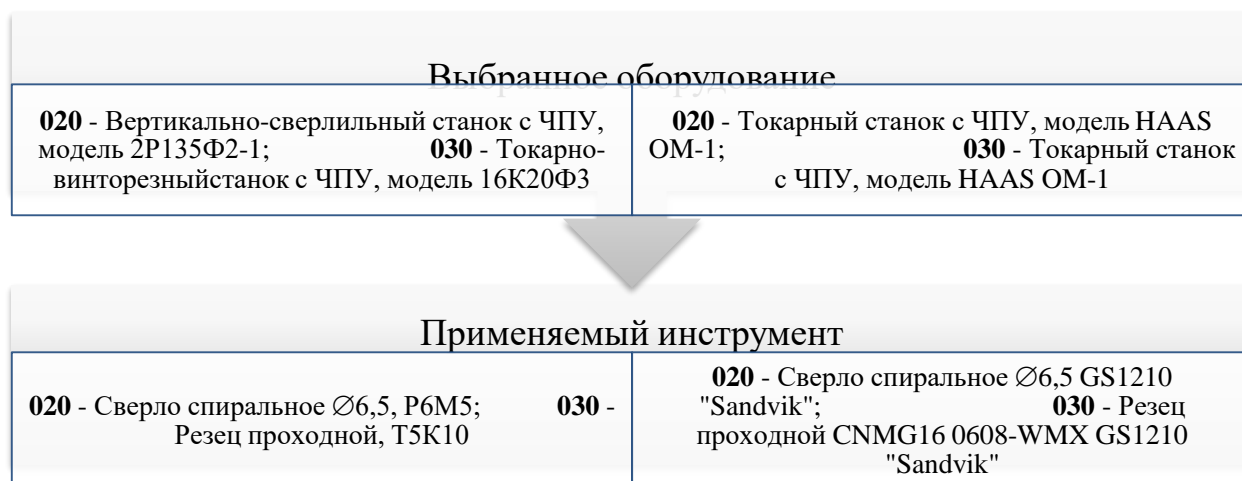 Выбранное оборудование
020 - Вертикально-сверлильный станок с ЧПУ,
модель 2Р135Ф2-1; 030 - Токарно-
винторезныйстанок с ЧПУ, модель 16К20Ф3
020 - Токарный станок с ЧПУ, модель HAAS
OM-1; 030 - Токарный станок
с ЧПУ, модель HAAS OM-1
Применяемый инструмент
020 - Сверло спиральное ∅6,5, Р6М5; 030 -
Резец проходной, Т5К10
020 - Сверло спиральное ∅6,5 GS1210
"Sandvik"; 030 - Резец
проходной CNMG16 0608-WMX GS1210
"Sandvik"